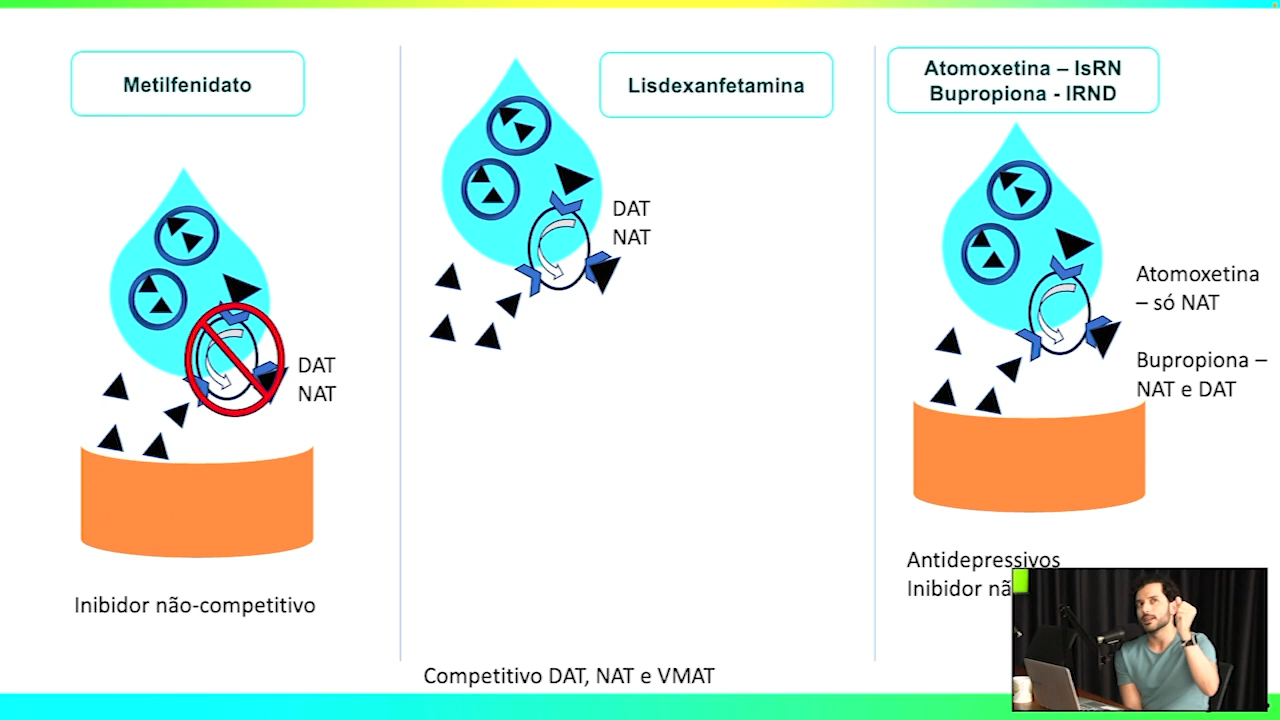 Metilfenidato
DAT
NAT
Inibidor não-competitivo
Lisdexanfetamina
DAT
NAT
Competitivo DAT, NAT e VMAT
Atomoxetina – IsRN
Bupropiona - IRND
Atomoxetina
– só NAT
Bupropiona –
NAT e DAT
Antidepressivos
Inibidor